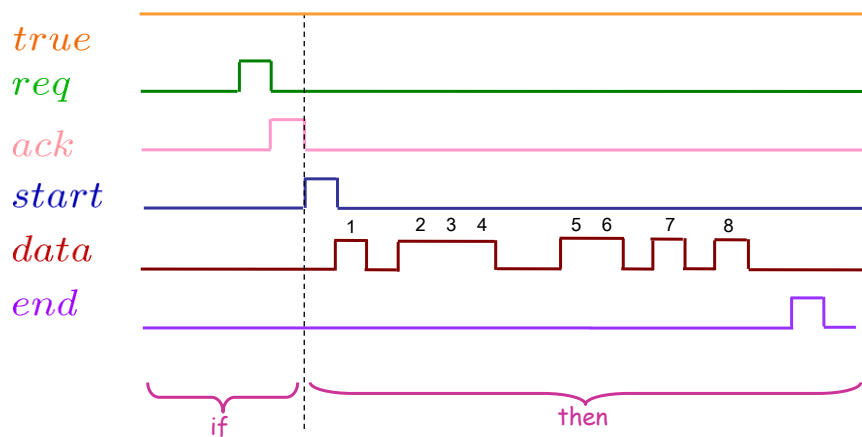 true
req
ack
start
1 2 3 4 5 6 7 8
data
end
if then